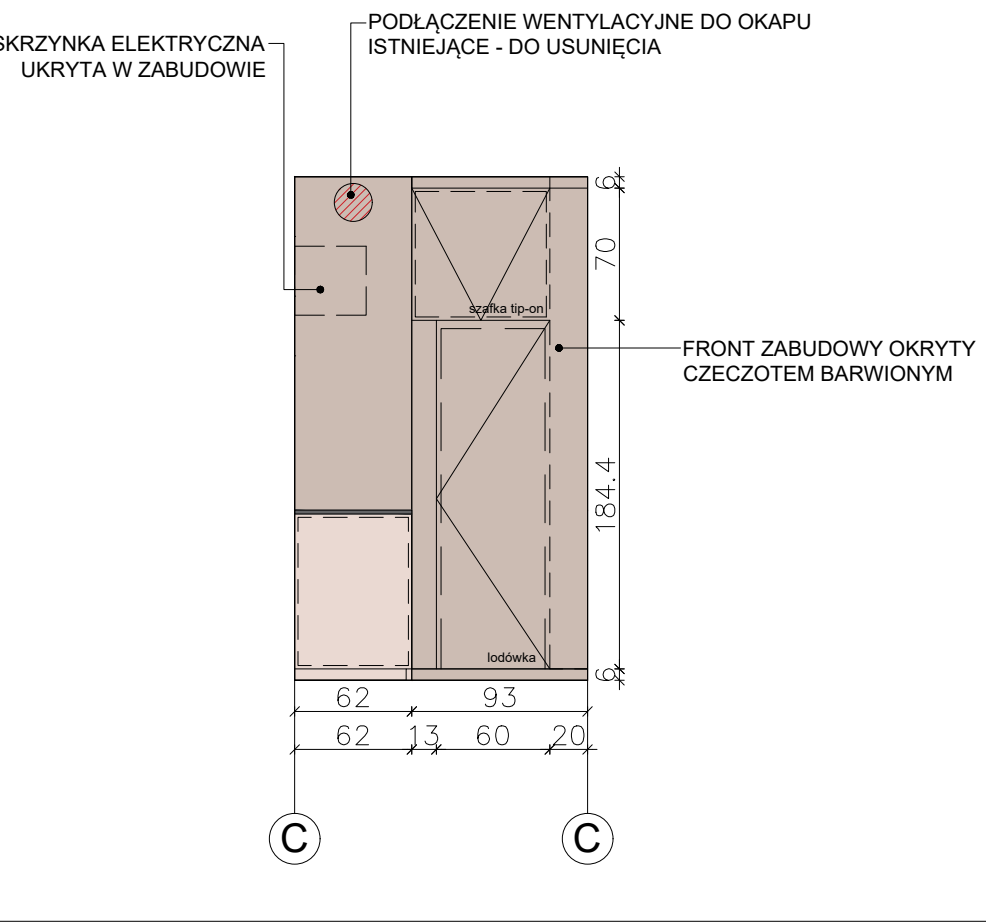 PODŁĄCZENIE WENTYLACYJNE DO OKAPU
ISTNIEJĄCE - DO USUNIĘCIA
SKRZYNKA ELEKTRYCZNA
UKRYTA W ZABUDOWIE
6
70
szafka tip-on
FRONT ZABUDOWY OKRYTY
CZECZOTEM BARWIONYM
184.4
lodówka
6
62 93
62 13 60 20
C C